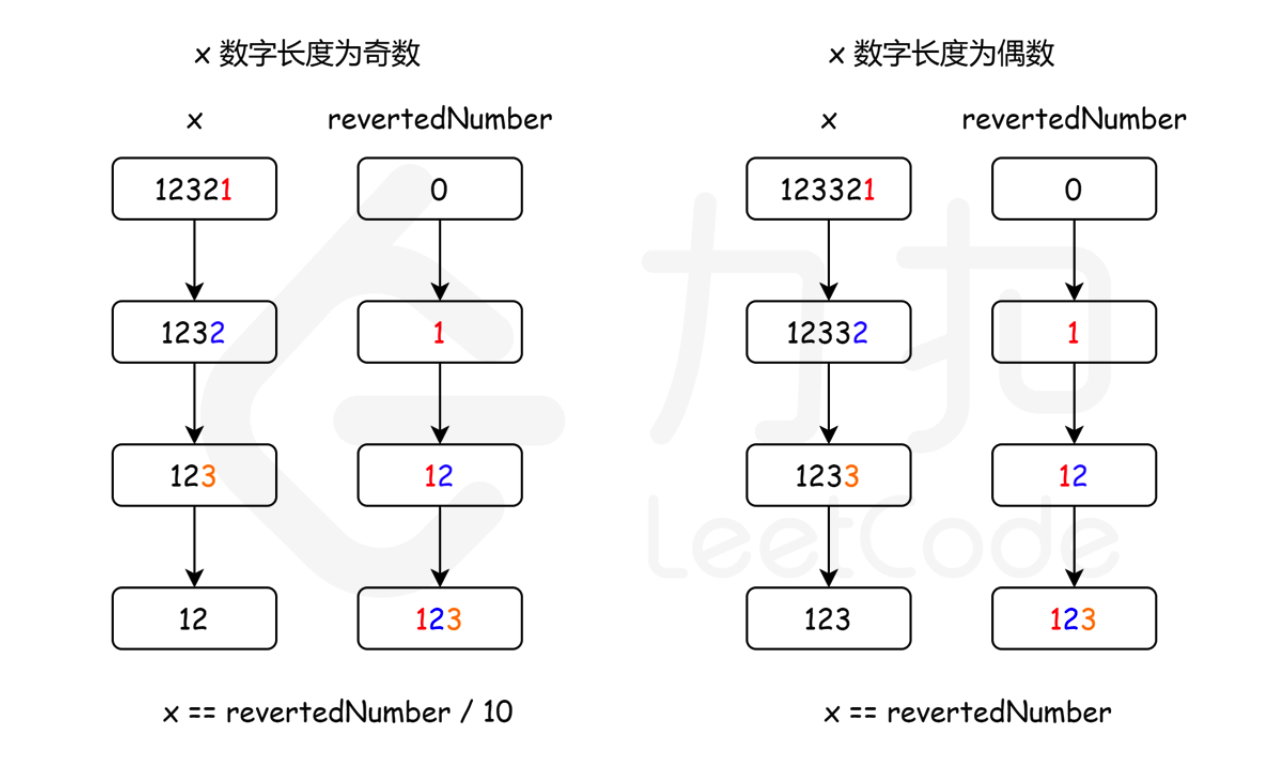 x 数字长度为奇数
x revertedNumber
12321 0
1232 1
123 12
12 123
x == revertedNumber / 10
x 数字长度为偶数
x revertedNumber
123321 0
12332 1
1233 12
123 123
x == revertedNumber
力扣
LeetCode